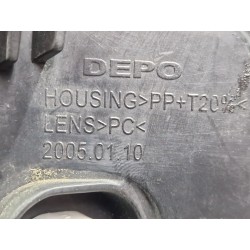 DEPO
HOUSING>PP+T20%<
LENS>PC<
2005.01.10